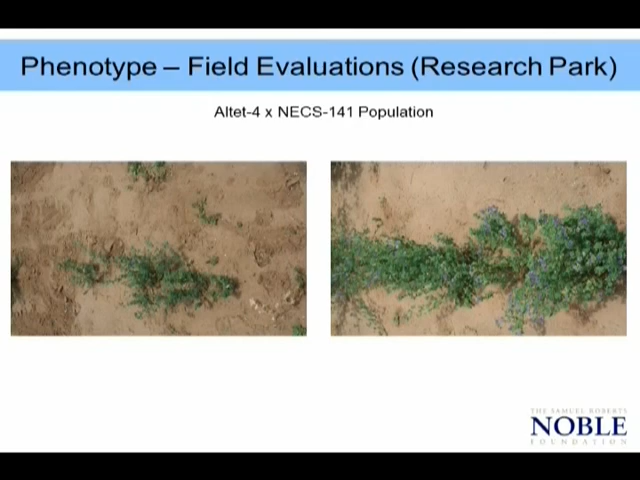 Phenotype – Field Evaluations (Research Park)
Altet-4 x NECS-141 Population
THE SAMUEL ROBERTS
NOBLE
FOUNDATION